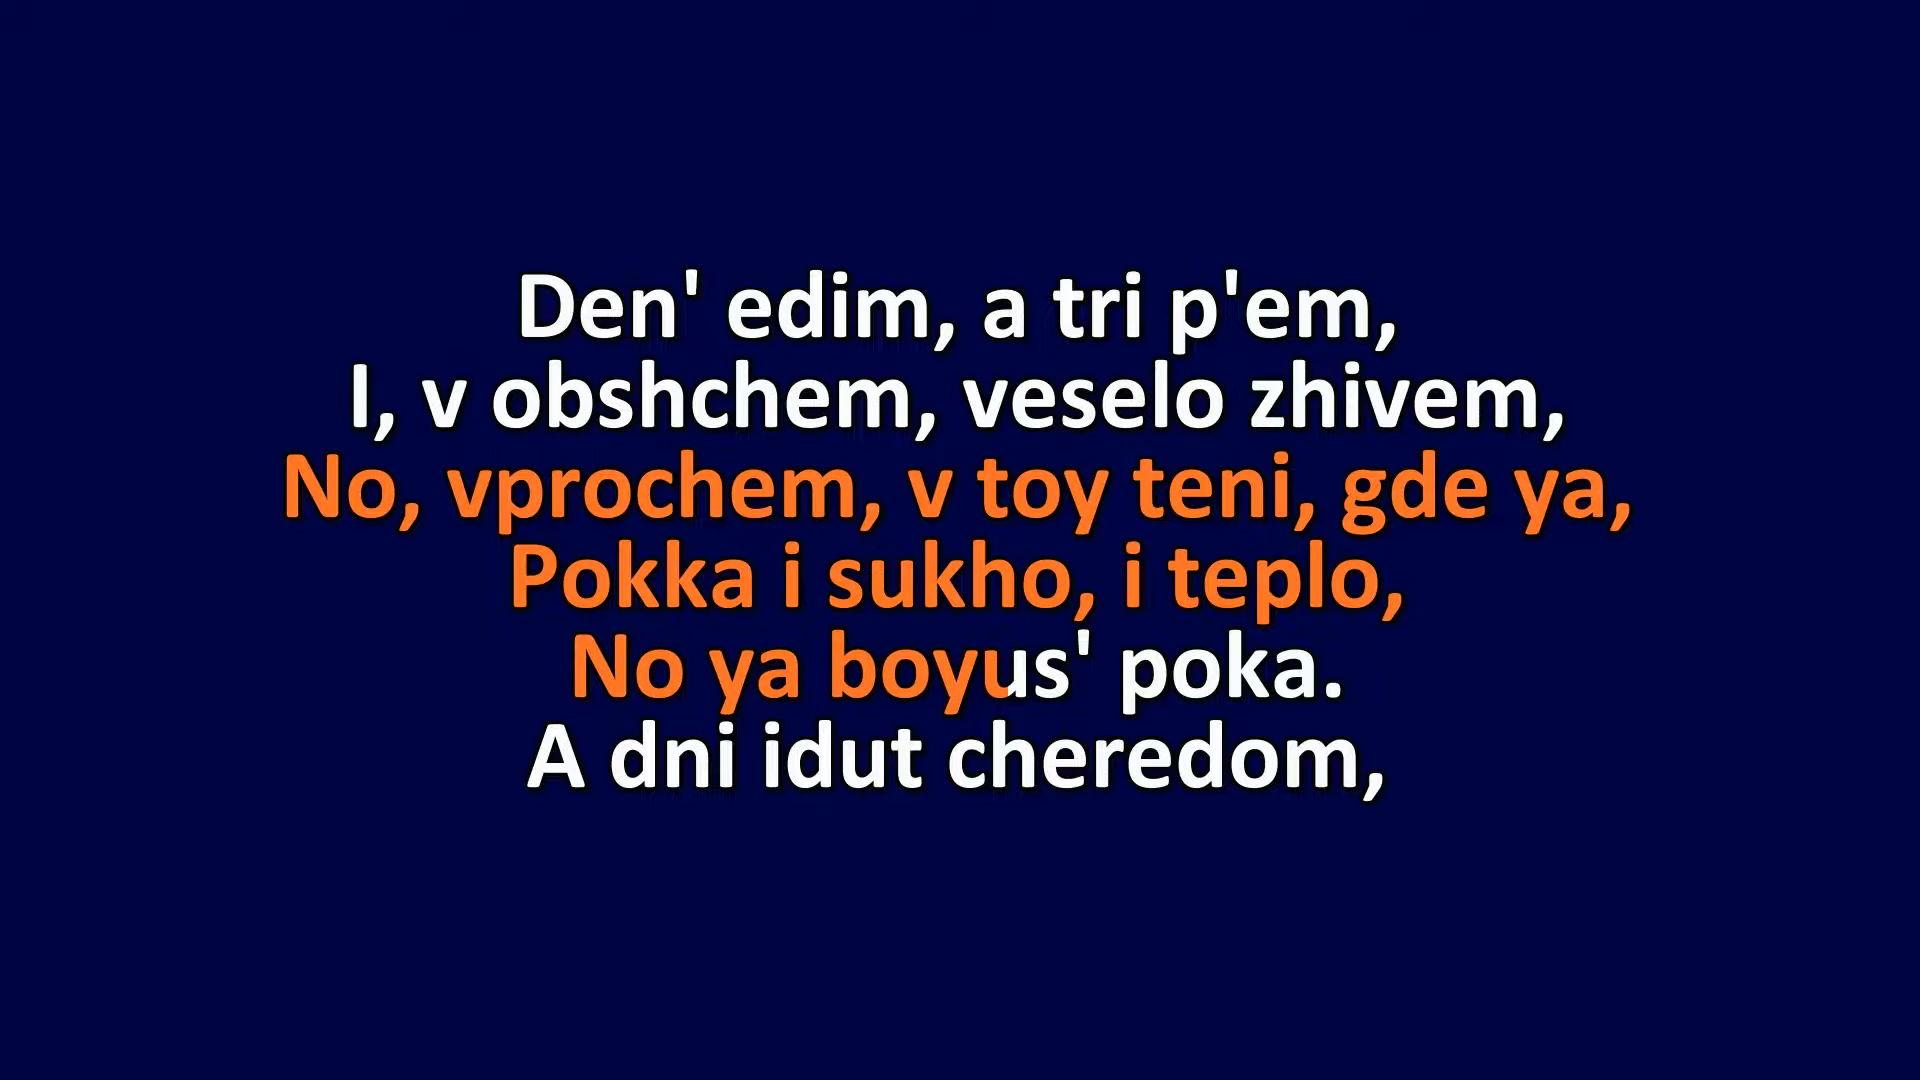 Den' edim, a tri p'em,
I, v obshchem, veselo zhivem,
No, vprochem, v toy teni, gde ya,
Pokka i sukho, i teplo,
No ya boyus' poka.
A dni idut cheredom,